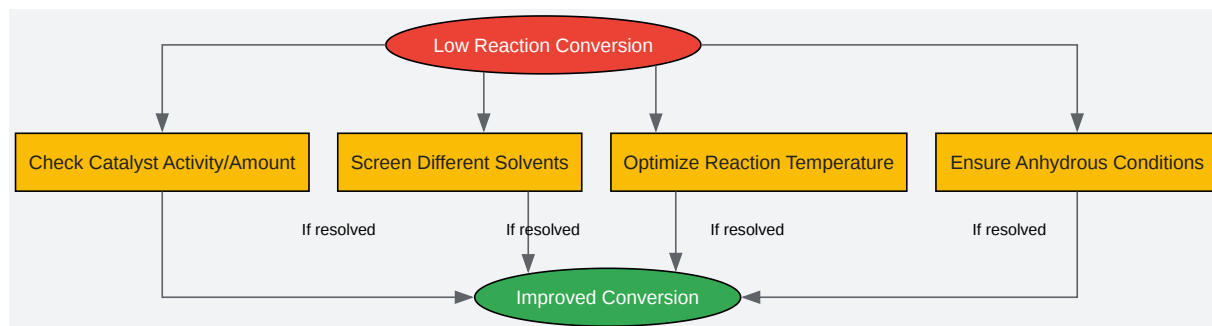 Low Reaction Conversion
Check Catalyst Activity/Amount
Screen Different Solvents
Optimize Reaction Temperature
Ensure Anhydrous Conditions
If resolved
If resolved
If resolved
If resolved
Improved Conversion